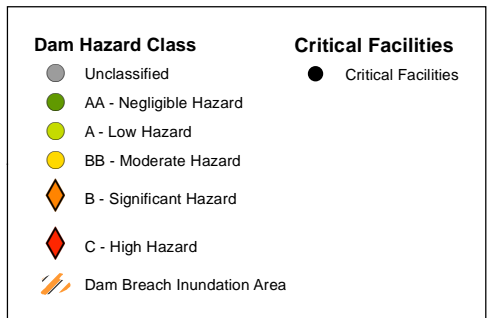 Dam Hazard Class
Unclassified
AA - Negligible Hazard
A - Low Hazard
BB - Moderate Hazard
B - Significant Hazard
C - High Hazard
Dam Breach Inundation Area
Critical Facilities
Critical Facilities